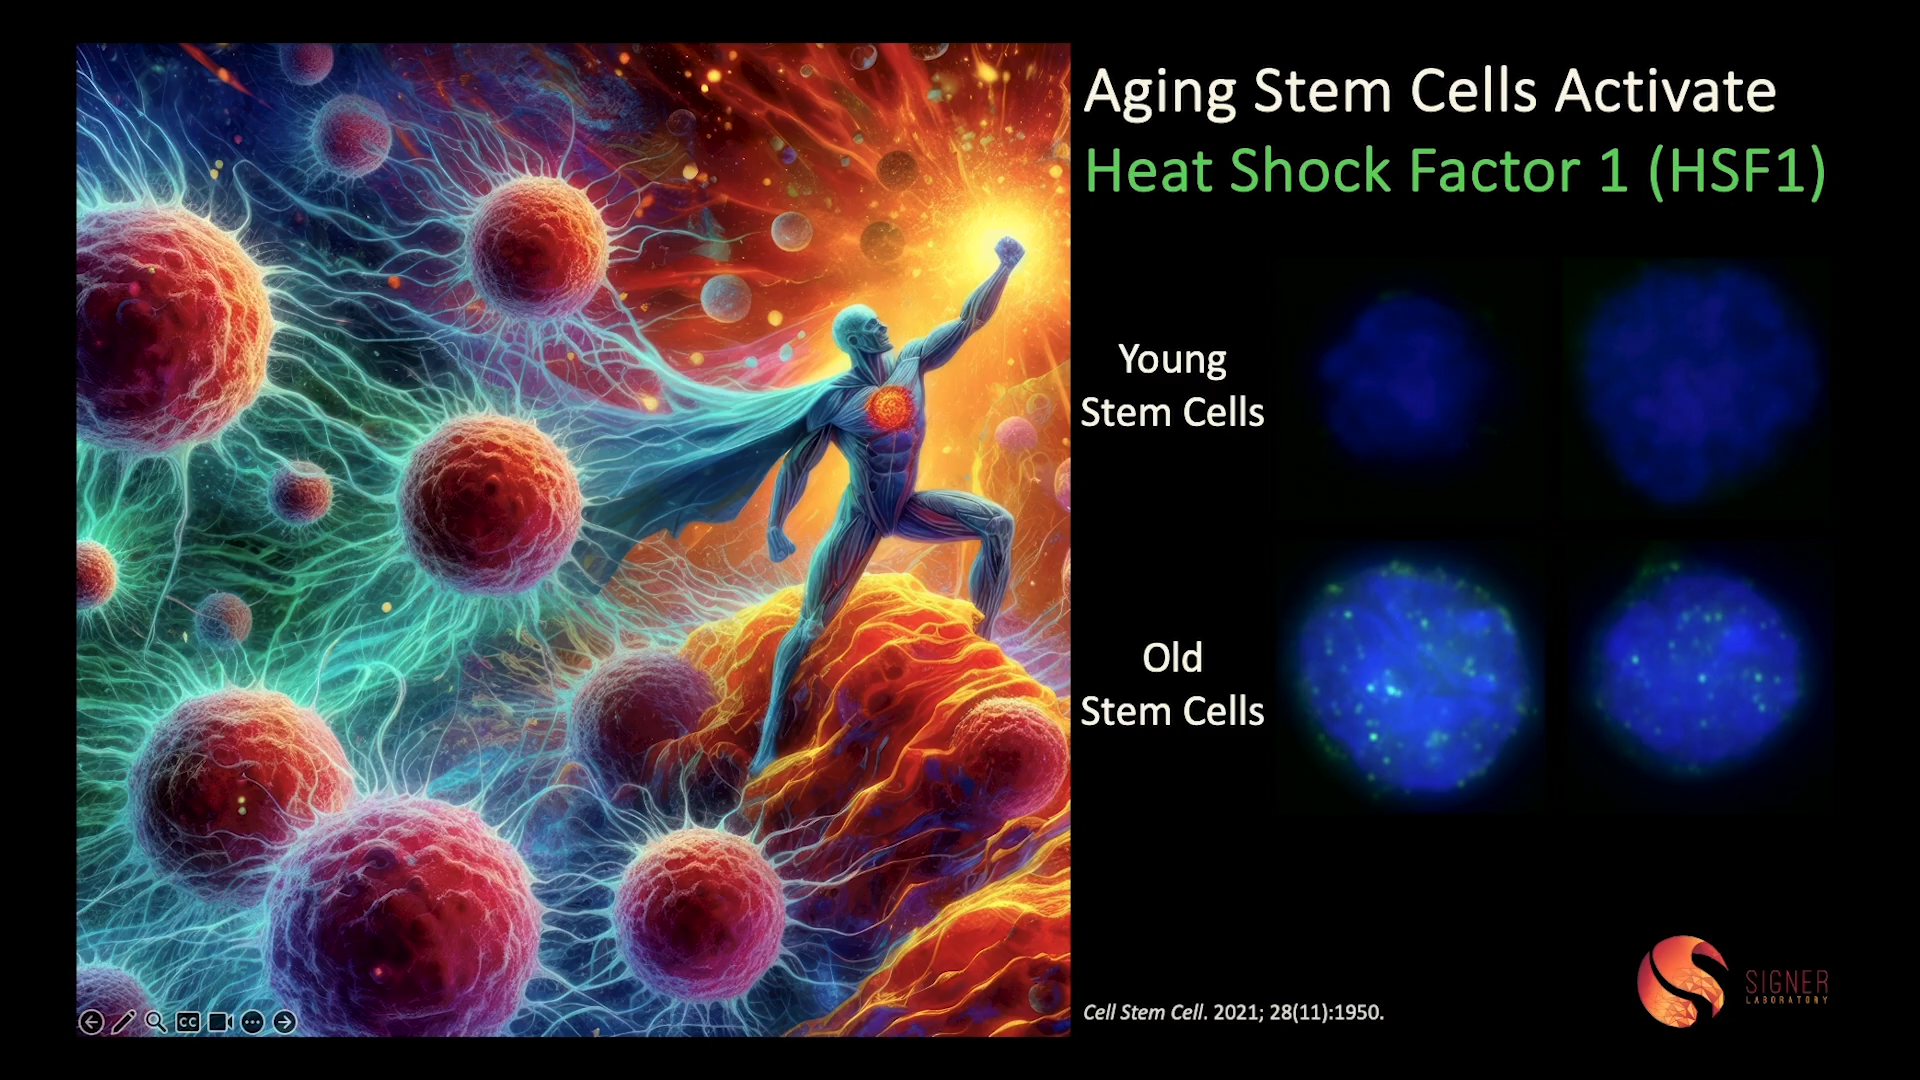 Aging Stem Cells Activate
Heat Shock Factor 1 (HSF1)
Young
Stem Cells
Old
Stem Cells
Cell Stem Cell. 2021; 28(11):1950.
SIGNER
LABORATORY
CC